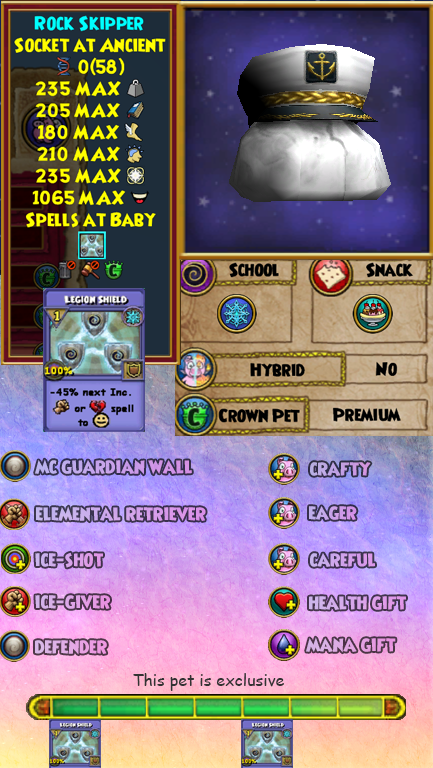 Rock Skipper
Socket at Ancient
0(58)
235 MAX
205 MAX
180 MAX
210 MAX
235 MAX
1065 MAX
Spells at Baby
LEGION SHIELD
1
100%
-45% next Inc.
or spell
to
SCHOOL
SNACK
HYBRID
NO
CROWN PET
PREMIUM
MC GUARDIAN WALL
CRAFTY
ELEMENTAL RETRIEVER
EAGER
ICE-SHOT
CAREFUL
ICE-GIVER
HEALTH GIFT
DEFENDER
MANA GIFT
This pet is exclusive
LEGION SHIELD
100%
LEGION SHIELD
100%